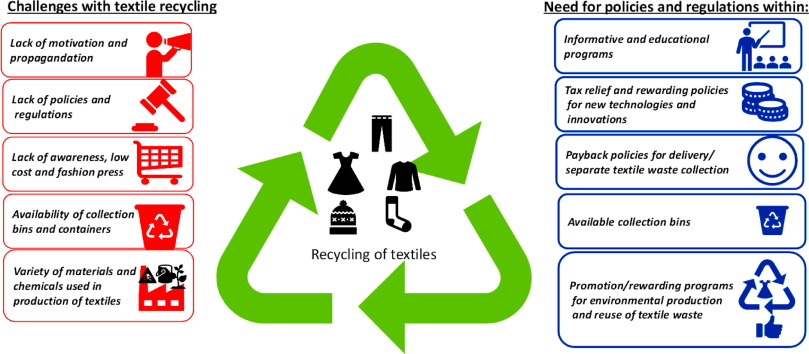 Challenges with textile recycling
Lack of motivation and
propagandation
Lack of policies and
regulations
Lack of awareness, low
cost and fashion press
Availability of collection
bins and containers
Variety of materials and
chemicals used in
production of textiles
Recycling of textiles
Need for policies and regulations within:
Informative and educational
programs
Tax relief and rewarding policies
for new technologies and
innovations
Payback policies for delivery/
separate textile waste collection
Available collection bins
Promotion/rewarding programs
for environmental production
and reuse of textile waste